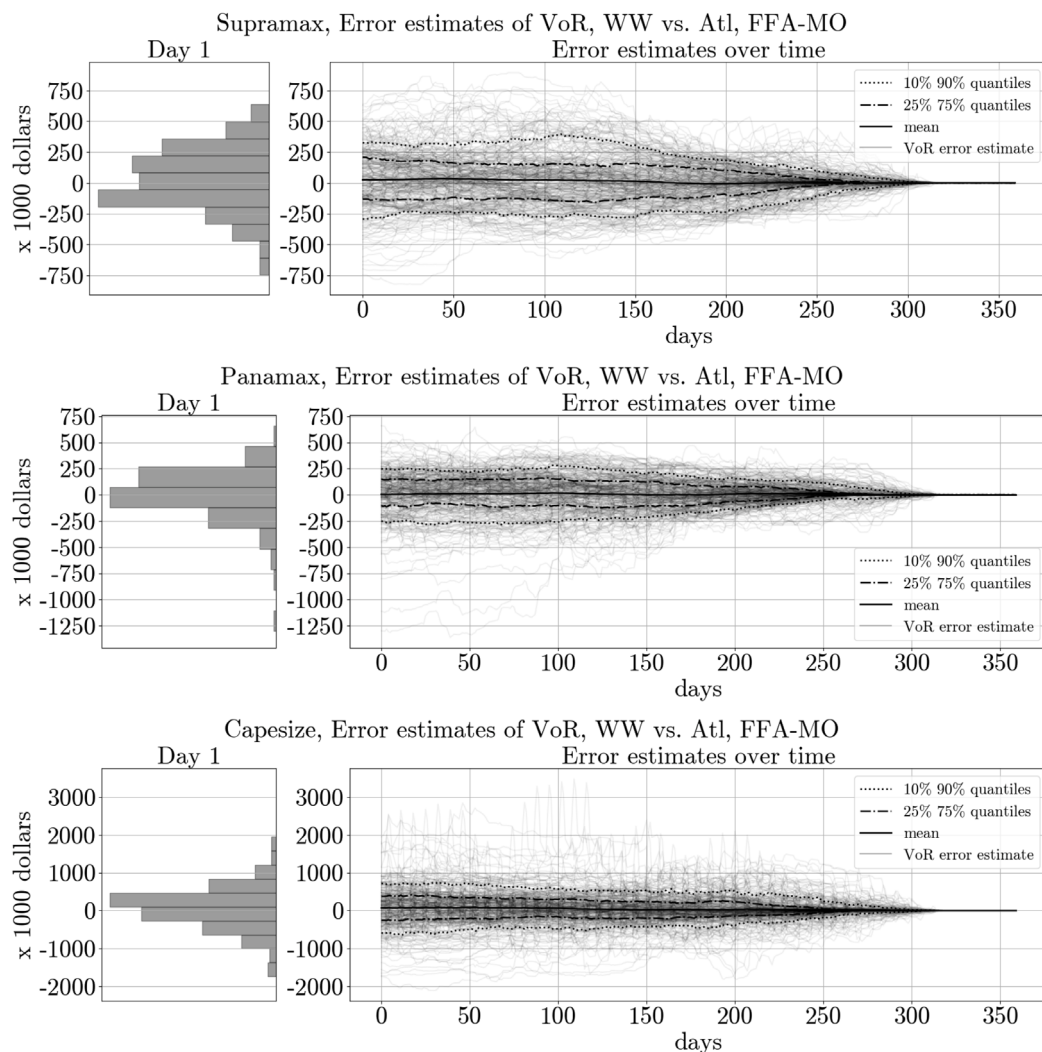 Supramax, Error estimates of VoR, WW vs. Atl, FFA-MO
Day 1
Error estimates over time
x 1000 dollars
750
500
250
0
-250
-500
-750
750
500
250
0
-250
-500
-750
10% 90% quantiles
25% 75% quantiles
mean
VoR error estimate
0 50 100 150 200 250 300 350
days
Panamax, Error estimates of VoR, WW vs. Atl, FFA-MO
Day 1
Error estimates over time
x 1000 dollars
750
500
250
0
-250
-500
-750
-1000
-1250
750
500
250
0
-250
-500
-750
-1000
-1250
10% 90% quantiles
25% 75% quantiles
mean
VoR error estimate
0 50 100 150 200 250 300 350
days
Capesize, Error estimates of VoR, WW vs. Atl, FFA-MO
Day 1
Error estimates over time
x 1000 dollars
3000
2000
1000
0
-1000
-2000
3000
2000
1000
0
-1000
-2000
10% 90% quantiles
25% 75% quantiles
mean
VoR error estimate
0 50 100 150 200 250 300 350
days